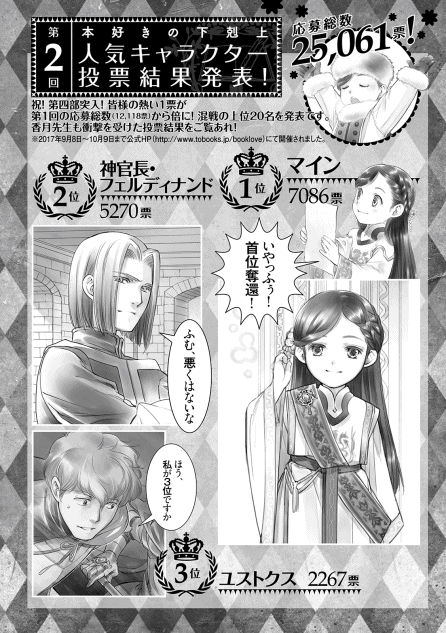 第2回
本好きの下剋上
人気キャラクター
投票結果発表！
応募総数
25,061票！
祝！第四部突入！皆様の熱い1票が
第1回の応募総数(12,118票)から倍に！混戦の上位20名を発表です。
香月先生も衝撃を受けた投票結果をご覧あれ！
※2017年9月8日～10月9日まで公式HP（http://www.tobooks.jp/booklove）にて開催されました。
1位
マイン
7086票
2位
神官長・
フェルディナンド
5270票
いやっふぅ！
首位奪還！
ふむ、悪くはないな
ほう、
私が3位ですか
3位
ユストクス 2267票